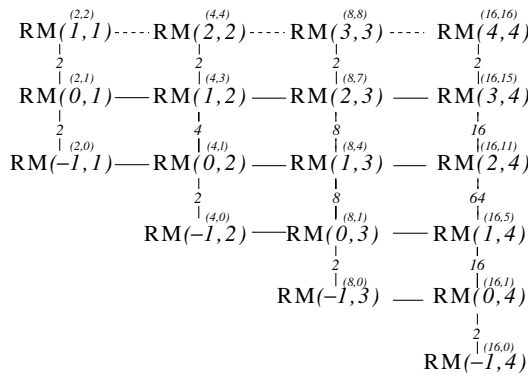 (2,2) (4,4) (8,8) (16,16)
RM(1,1) RM(2,2) RM(3,3) RM(4,4)
2 2 2 2
(2,1) (4,3) (8,7) (16,15)
RM(0,1) RM(1,2) RM(2,3) RM(3,4)
2 4 8 16
(2,0) (4,1) (8,4) (16,11)
RM(−1,1) RM(0,2) RM(1,3) RM(2,4)
2 8 64
(4,0) (8,1) (16,5)
RM(−1,2) RM(0,3) RM(1,4)
2 16
(8,0) (16,1)
RM(−1,3) RM(0,4)
2
(16,0)
RM(−1,4)